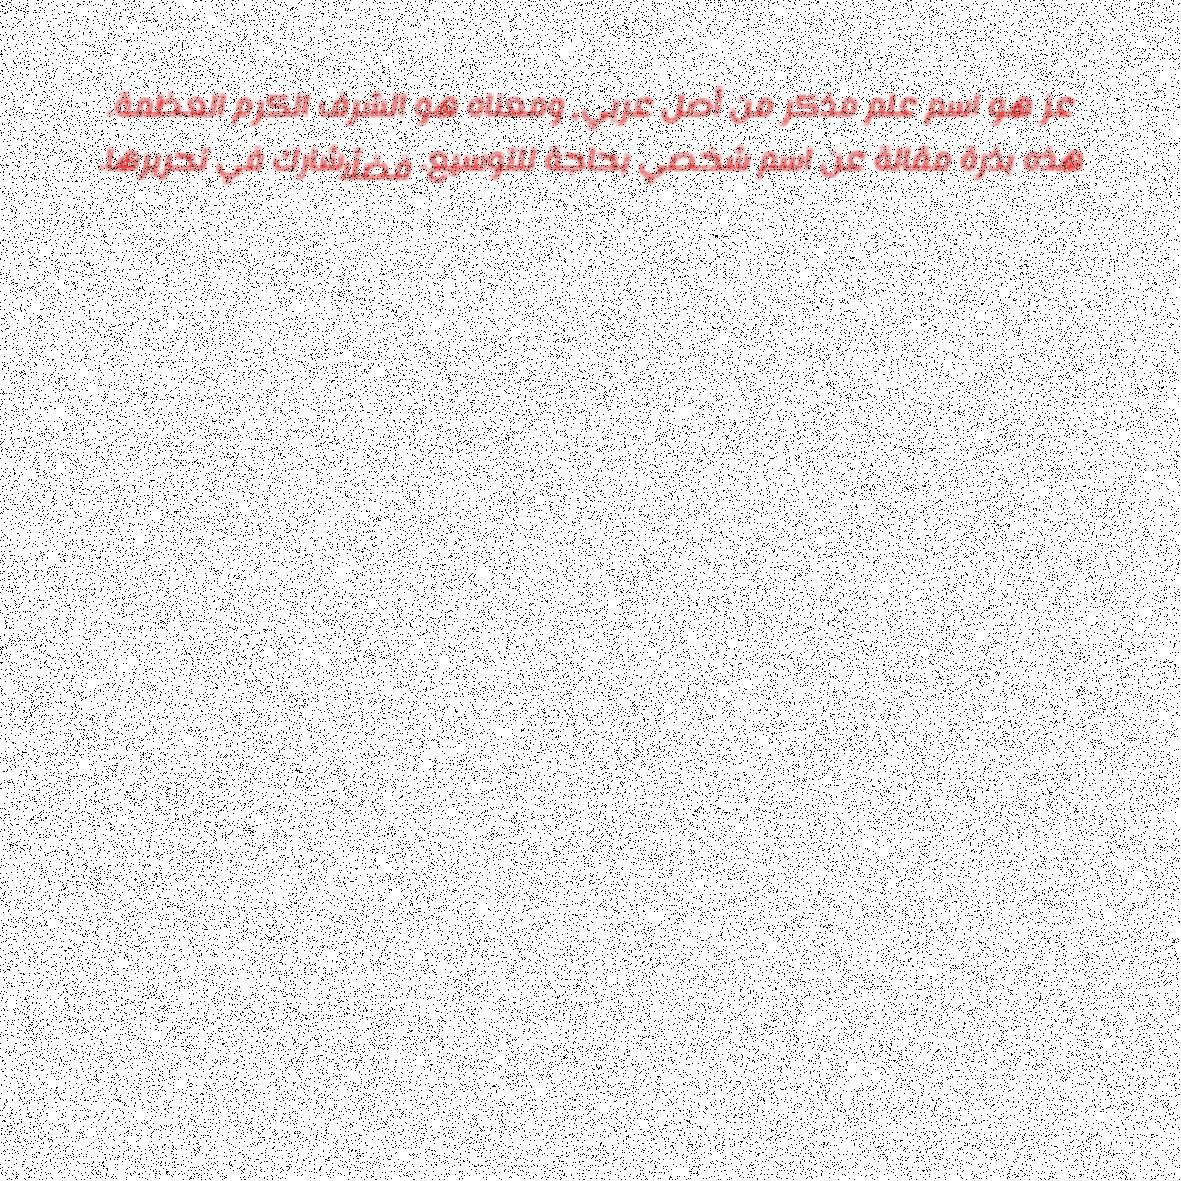 عز هو اسم علم مذكر من أصل عربي، ومعناه هو الشرف الكرم العظمة.
هذه بذرة مقالة عن اسم شخصي بحاجة للتوسيع. شارك في تحريرها.